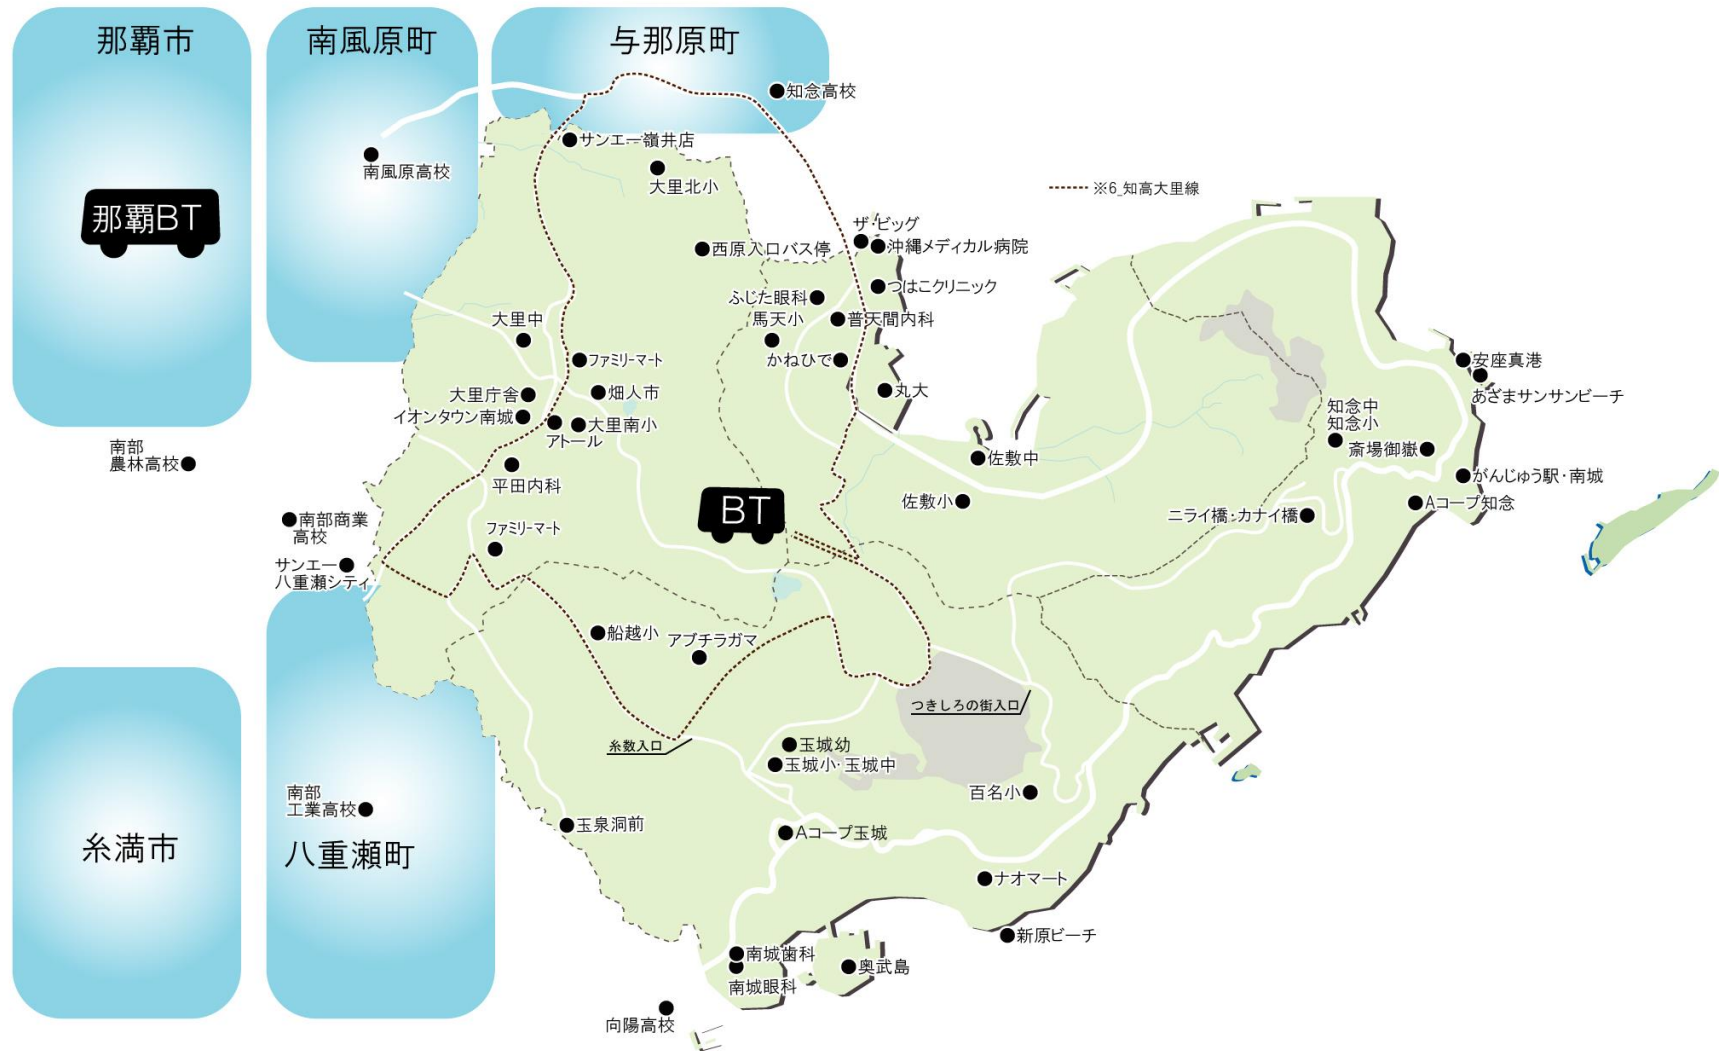 那覇市
南風原町
与那原町
知念高校
サンエー嶺井店
南風原高校
大里北小
※6_知高大里線
那覇BT
ザ・ビッグ
西原入口バス停
沖縄メディカル病院
つはこクリニック
ふじた眼科
大里中
馬天小
普天間内科
ファミリーマート
かねひで
安座真港
大里庁舎
畑人市
丸大
あざまサンサンビーチ
イオンタウン南城
知念中
知念小
アトール
大里南小
斎場御嶽
南部
農林高校
佐敷中
平田内科
がんじゅう駅・南城
BT
佐敷小
Aコープ知念
ニライ橋・カナイ橋
南部商業
高校
ファミリーマート
サンエー
八重瀬シティ
船越小
アブチラガマ
つきしろの街入口
糸数入口
玉城幼
玉城小・玉城中
南部
工業高校
百名小
玉泉洞前
Aコープ玉城
糸満市
八重瀬町
ナオマート
新原ビーチ
南城歯科
奥武島
南城眼科
向陽高校